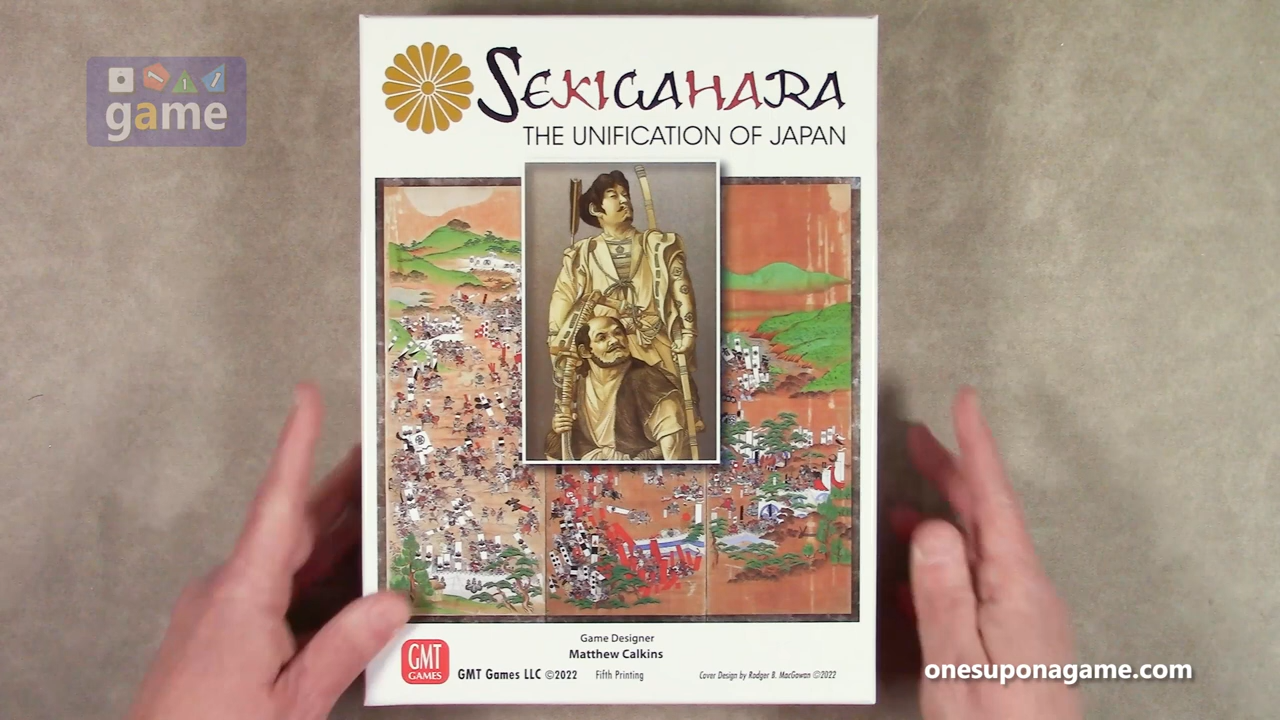 game
SEKIGAHARA
THE UNIFICATION OF JAPAN
Game Designer
Matthew Calkins
GMT
GAMES
GMT Games LLC ©2022
Fifth Printing
Cover Design by Rodger B. MacGowan ©2022
onesuponagame.com